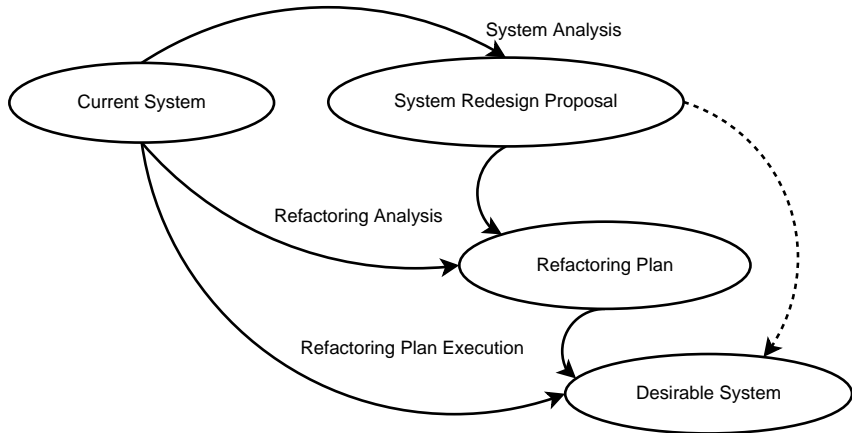 System Analysis
Current System
System Redesign Proposal
Refactoring Analysis
Refactoring Plan
Refactoring Plan Execution
Desirable System